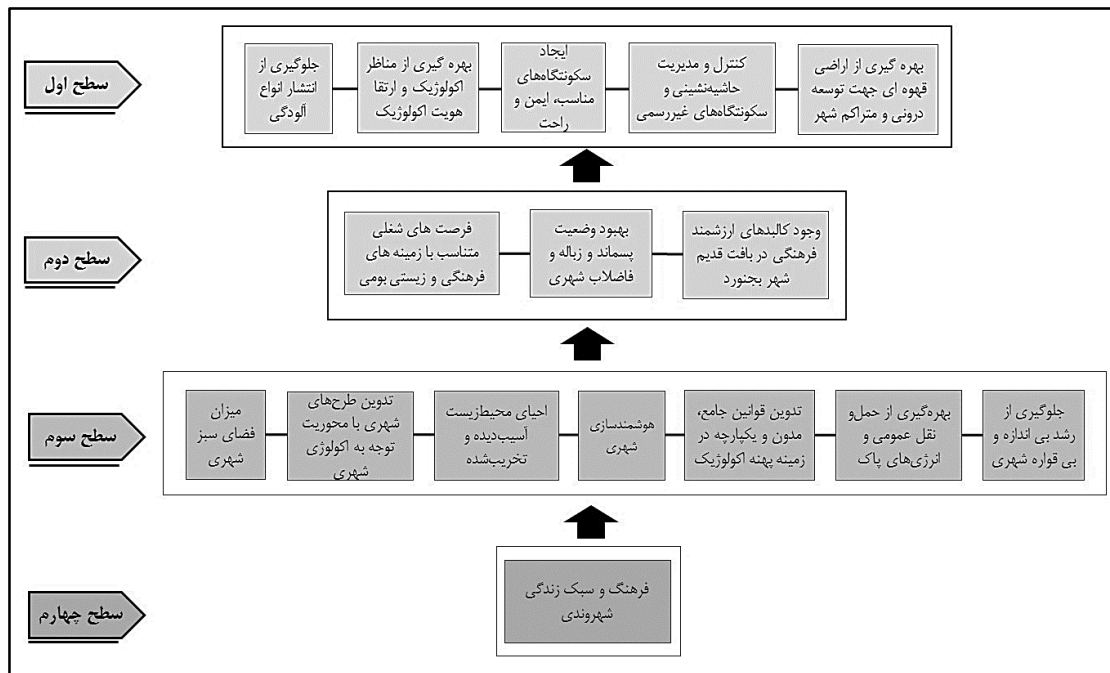 سطح اول
بهره گیری از اراضی
قهوه ای جهت توسعه
درونی و متراکم شهر
کنترل و مدیریت
حاشیه‌نشینی و
سکونتگاه‌های غیررسمی
ایجاد
سکونتگاه‌های
مناسب، ایمن و
راحت
بهره گیری از مناظر
اکولوژیک و ارتقا
هویت اکولوژیک
جلوگیری از
انتشار انواع
آلودگی
سطح دوم
وجود کالبدهای ارزشمند
فرهنگی در بافت قدیم
شهر بجنورد
بهبود وضعیت
پسماند و زباله و
فاضلاب شهری
فرصت های شغلی
متناسب با زمینه های
فرهنگی و زیستی بومی
سطح سوم
جلوگیری از
رشد بی اندازه و
بی قواره شهری
بهره‌گیری از حمل‌و
نقل عمومی و
انرژی‌های پاک
تدوین قوانین جامع،
مدون و یکپارچه در
زمینه پهنه اکولوژیک
هوشمندسازی
شهری
احیای محیط‌زیست
آسیب‌دیده و
تخریب‌شده
تدوین طرح‌های
شهری با محوریت
توجه به اکولوژی
شهری
میزان
فضای سبز
شهری
سطح چهارم
فرهنگ و سبک زندگی
شهروندی